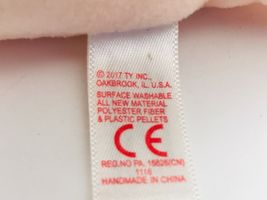 © 2017 TY INC.,
OAKBROOK, IL. U.S.A.
SURFACE WASHABLE
ALL NEW MATERIAL
POLYESTER FIBER
& PLASTIC PELLETS
CE
REG.NO PA. 15626(CN)
1116
HANDMADE IN CHINA